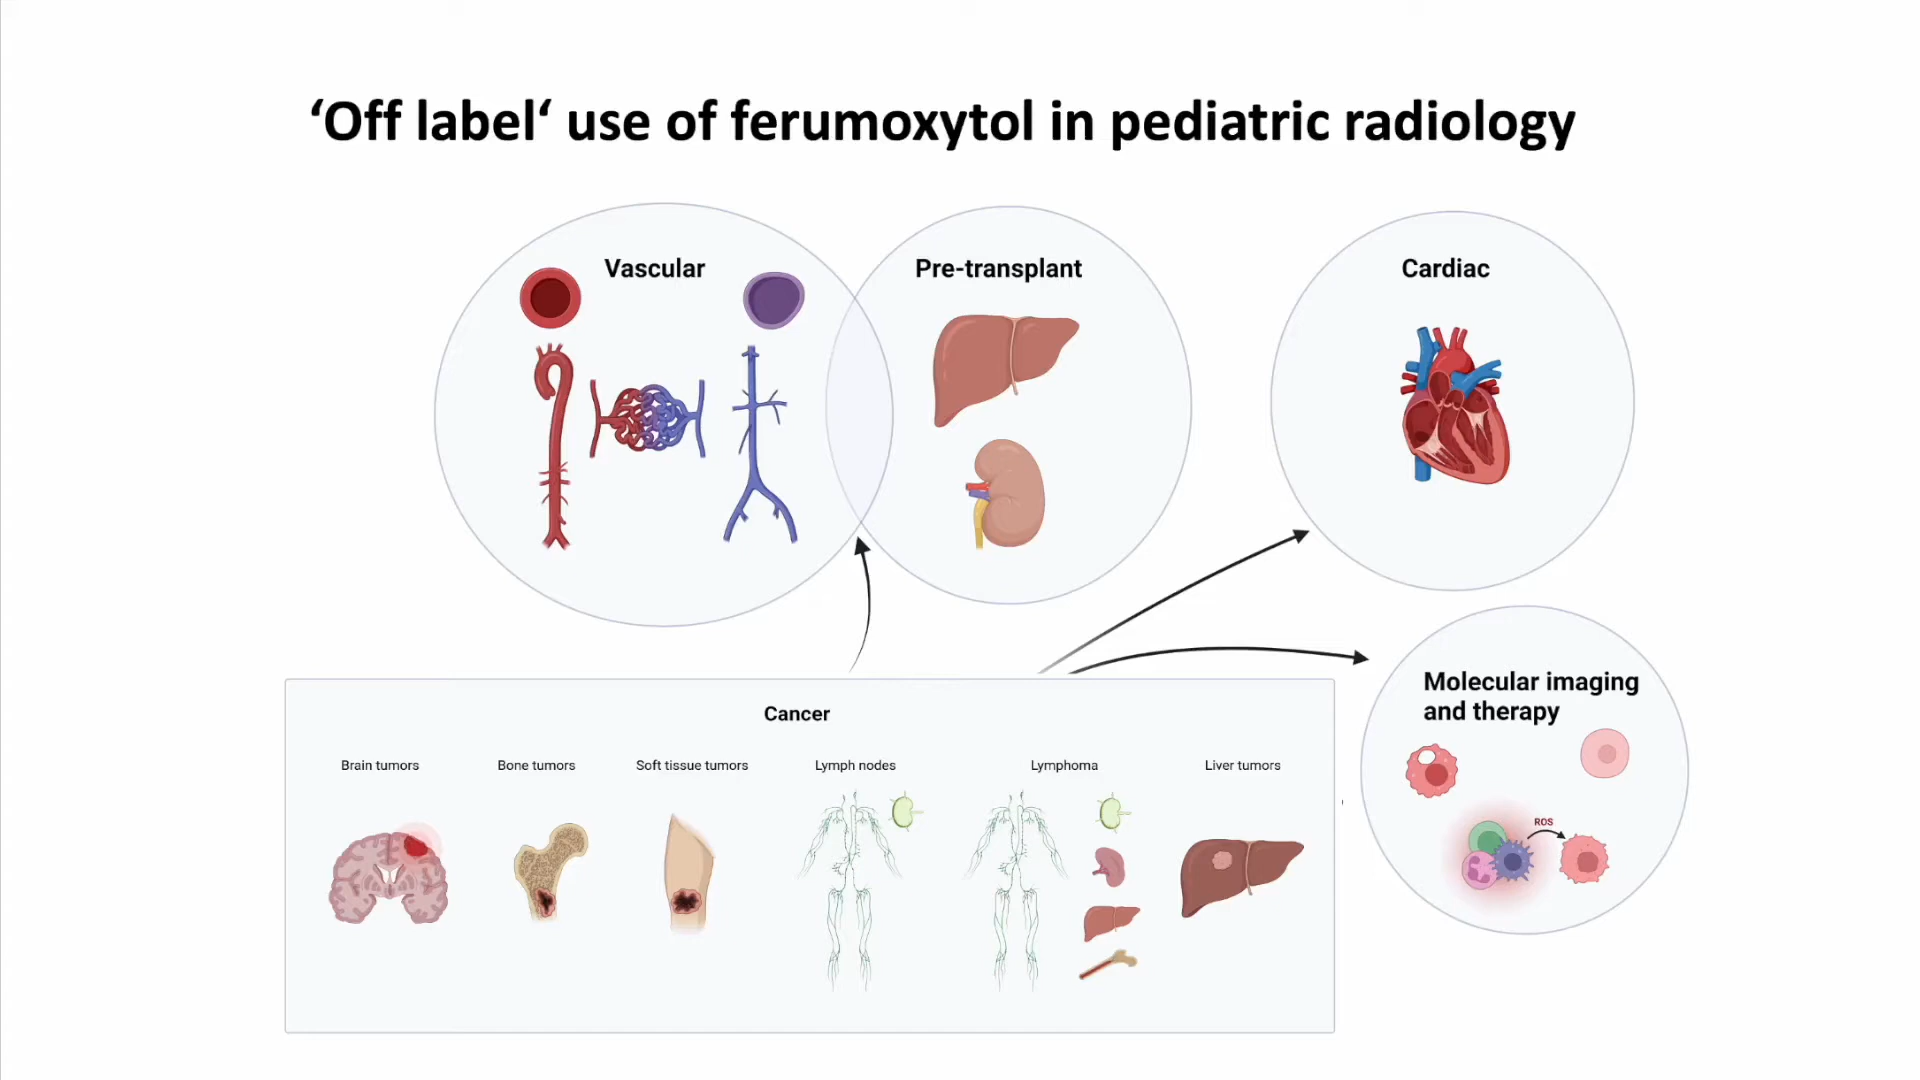 ‘Off label‘ use of ferumoxytol in pediatric radiology
Vascular
Pre-transplant
Cardiac
Molecular imaging
and therapy
ROS
Cancer
Brain tumors
Bone tumors
Soft tissue tumors
Lymph nodes
Lymphoma
Liver tumors